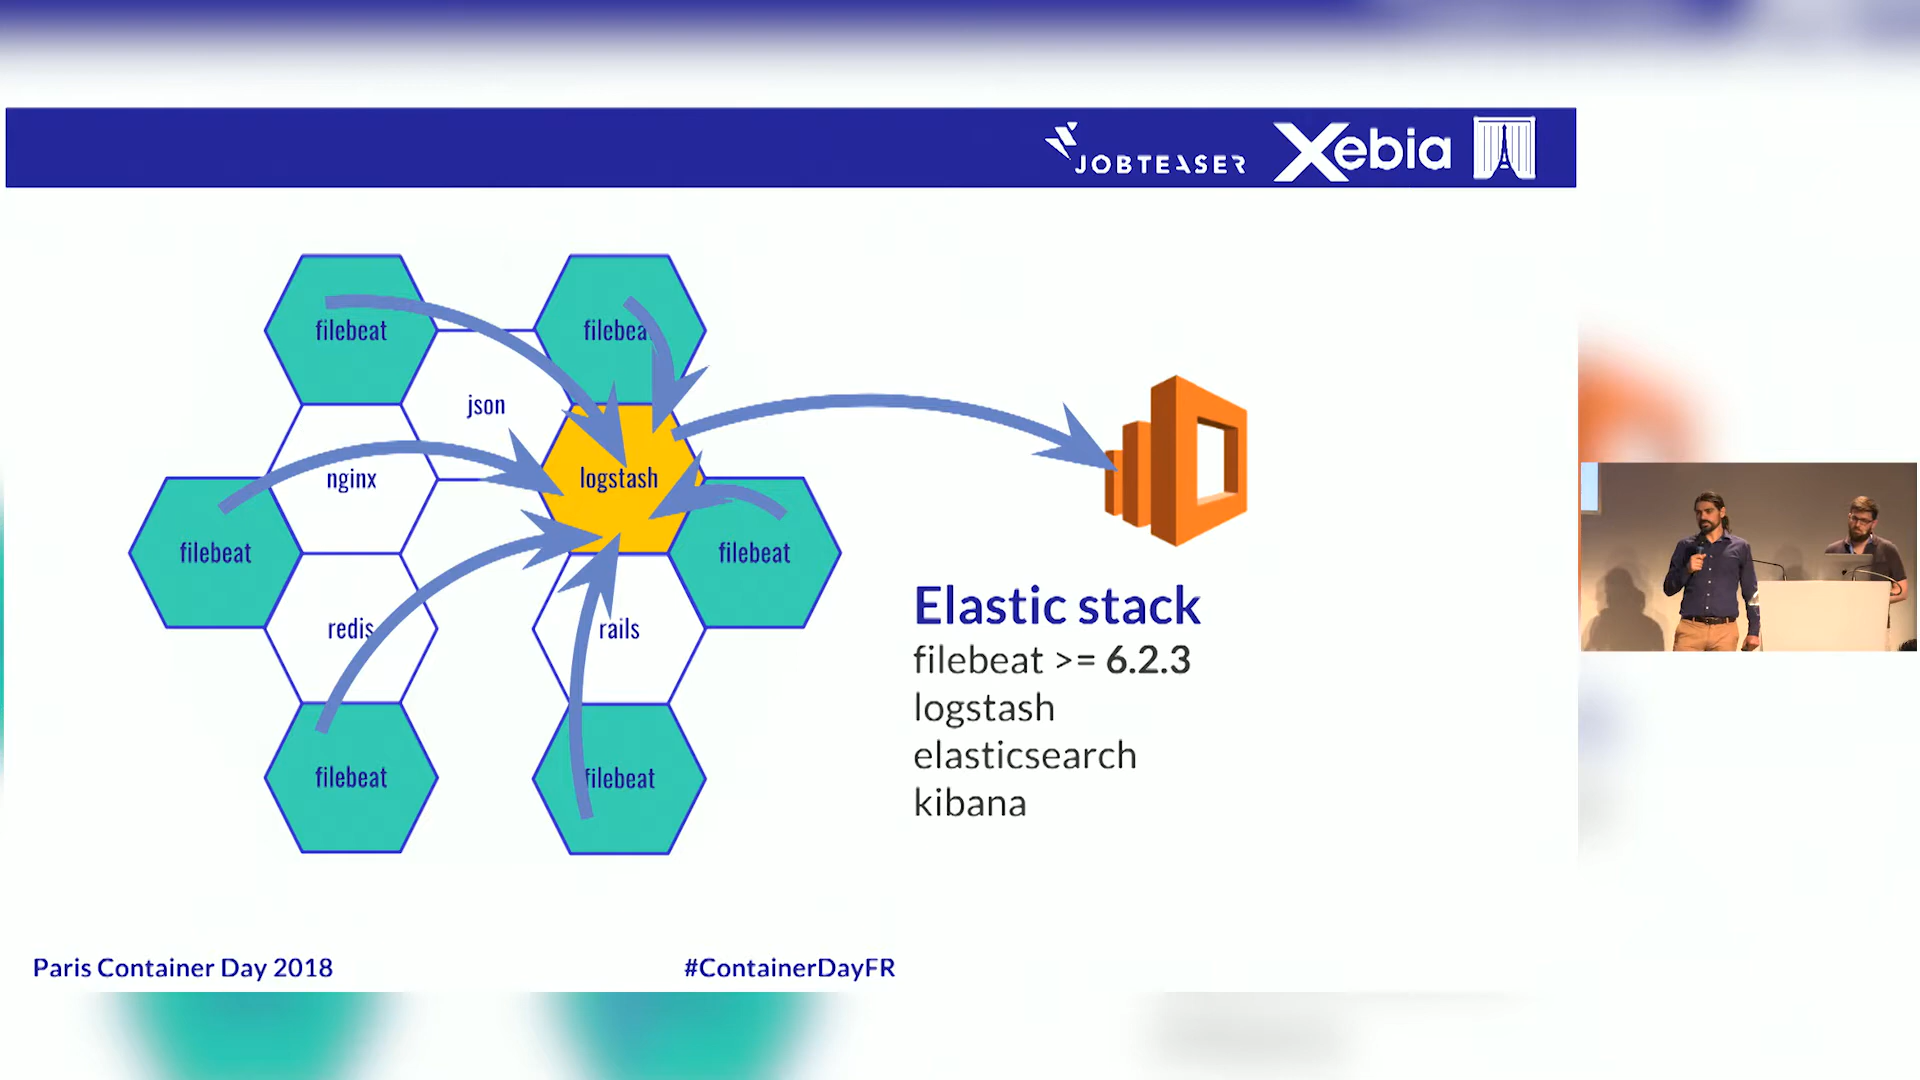 JOBTEASER
Xebia
filebeat
filebeat
json
nginx
logstash
filebeat
filebeat
redis
rails
filebeat
filebeat
Elastic stack
filebeat >= 6.2.3
logstash
elasticsearch
kibana
Paris Container Day 2018
#ContainerDayFR